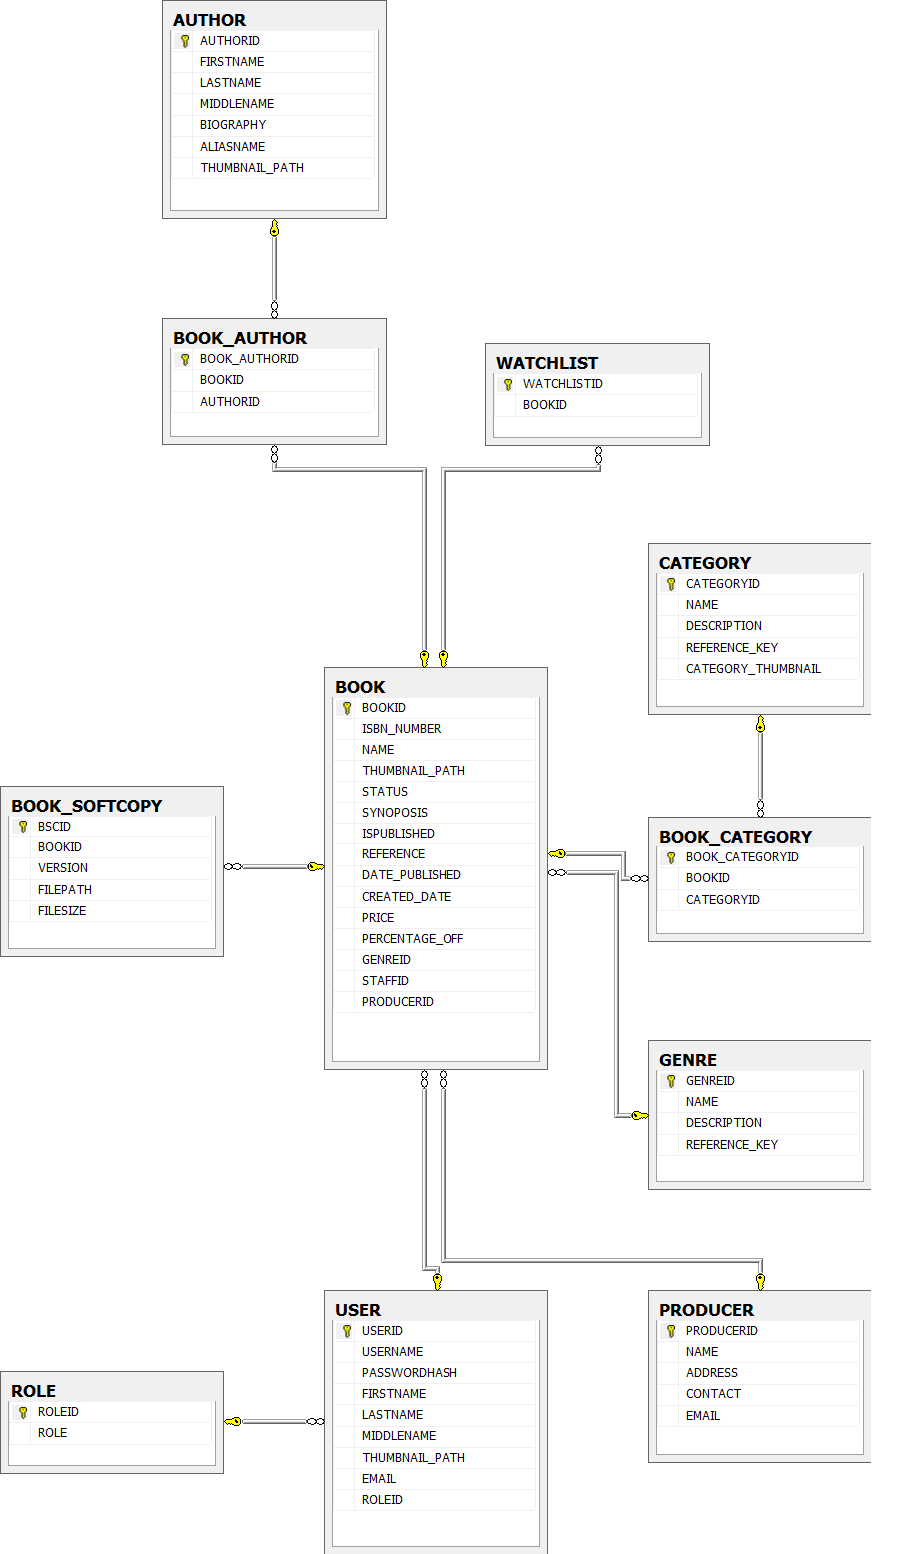 AUTHOR
AUTHORID
FIRSTNAME
LASTNAME
MIDDLENAME
BIOGRAPHY
ALIASNAME
THUMBNAIL_PATH
BOOK_AUTHOR
BOOK_AUTHORID
BOOKID
AUTHORID
WATCHLIST
WATCHLISTID
BOOKID
CATEGORY
CATEGORYID
NAME
DESCRIPTION
REFERENCE_KEY
CATEGORY_THUMBNAIL
BOOK
BOOKID
ISBN_NUMBER
NAME
THUMBNAIL_PATH
STATUS
SYNOPOSIS
ISPUBLISHED
REFERENCE
DATE_PUBLISHED
CREATED_DATE
PRICE
PERCENTAGE_OFF
GENREID
STAFFID
PRODUCERID
BOOK_SOFTCOPY
BSCID
BOOKID
VERSION
FILEPATH
FILESIZE
BOOK_CATEGORY
BOOK_CATEGORYID
BOOKID
CATEGORYID
GENRE
GENREID
NAME
DESCRIPTION
REFERENCE_KEY
USER
USERID
USERNAME
PASSWORDHASH
FIRSTNAME
LASTNAME
MIDDLENAME
THUMBNAIL_PATH
EMAIL
ROLEID
PRODUCER
PRODUCERID
NAME
ADDRESS
CONTACT
EMAIL
ROLE
ROLEID
ROLE